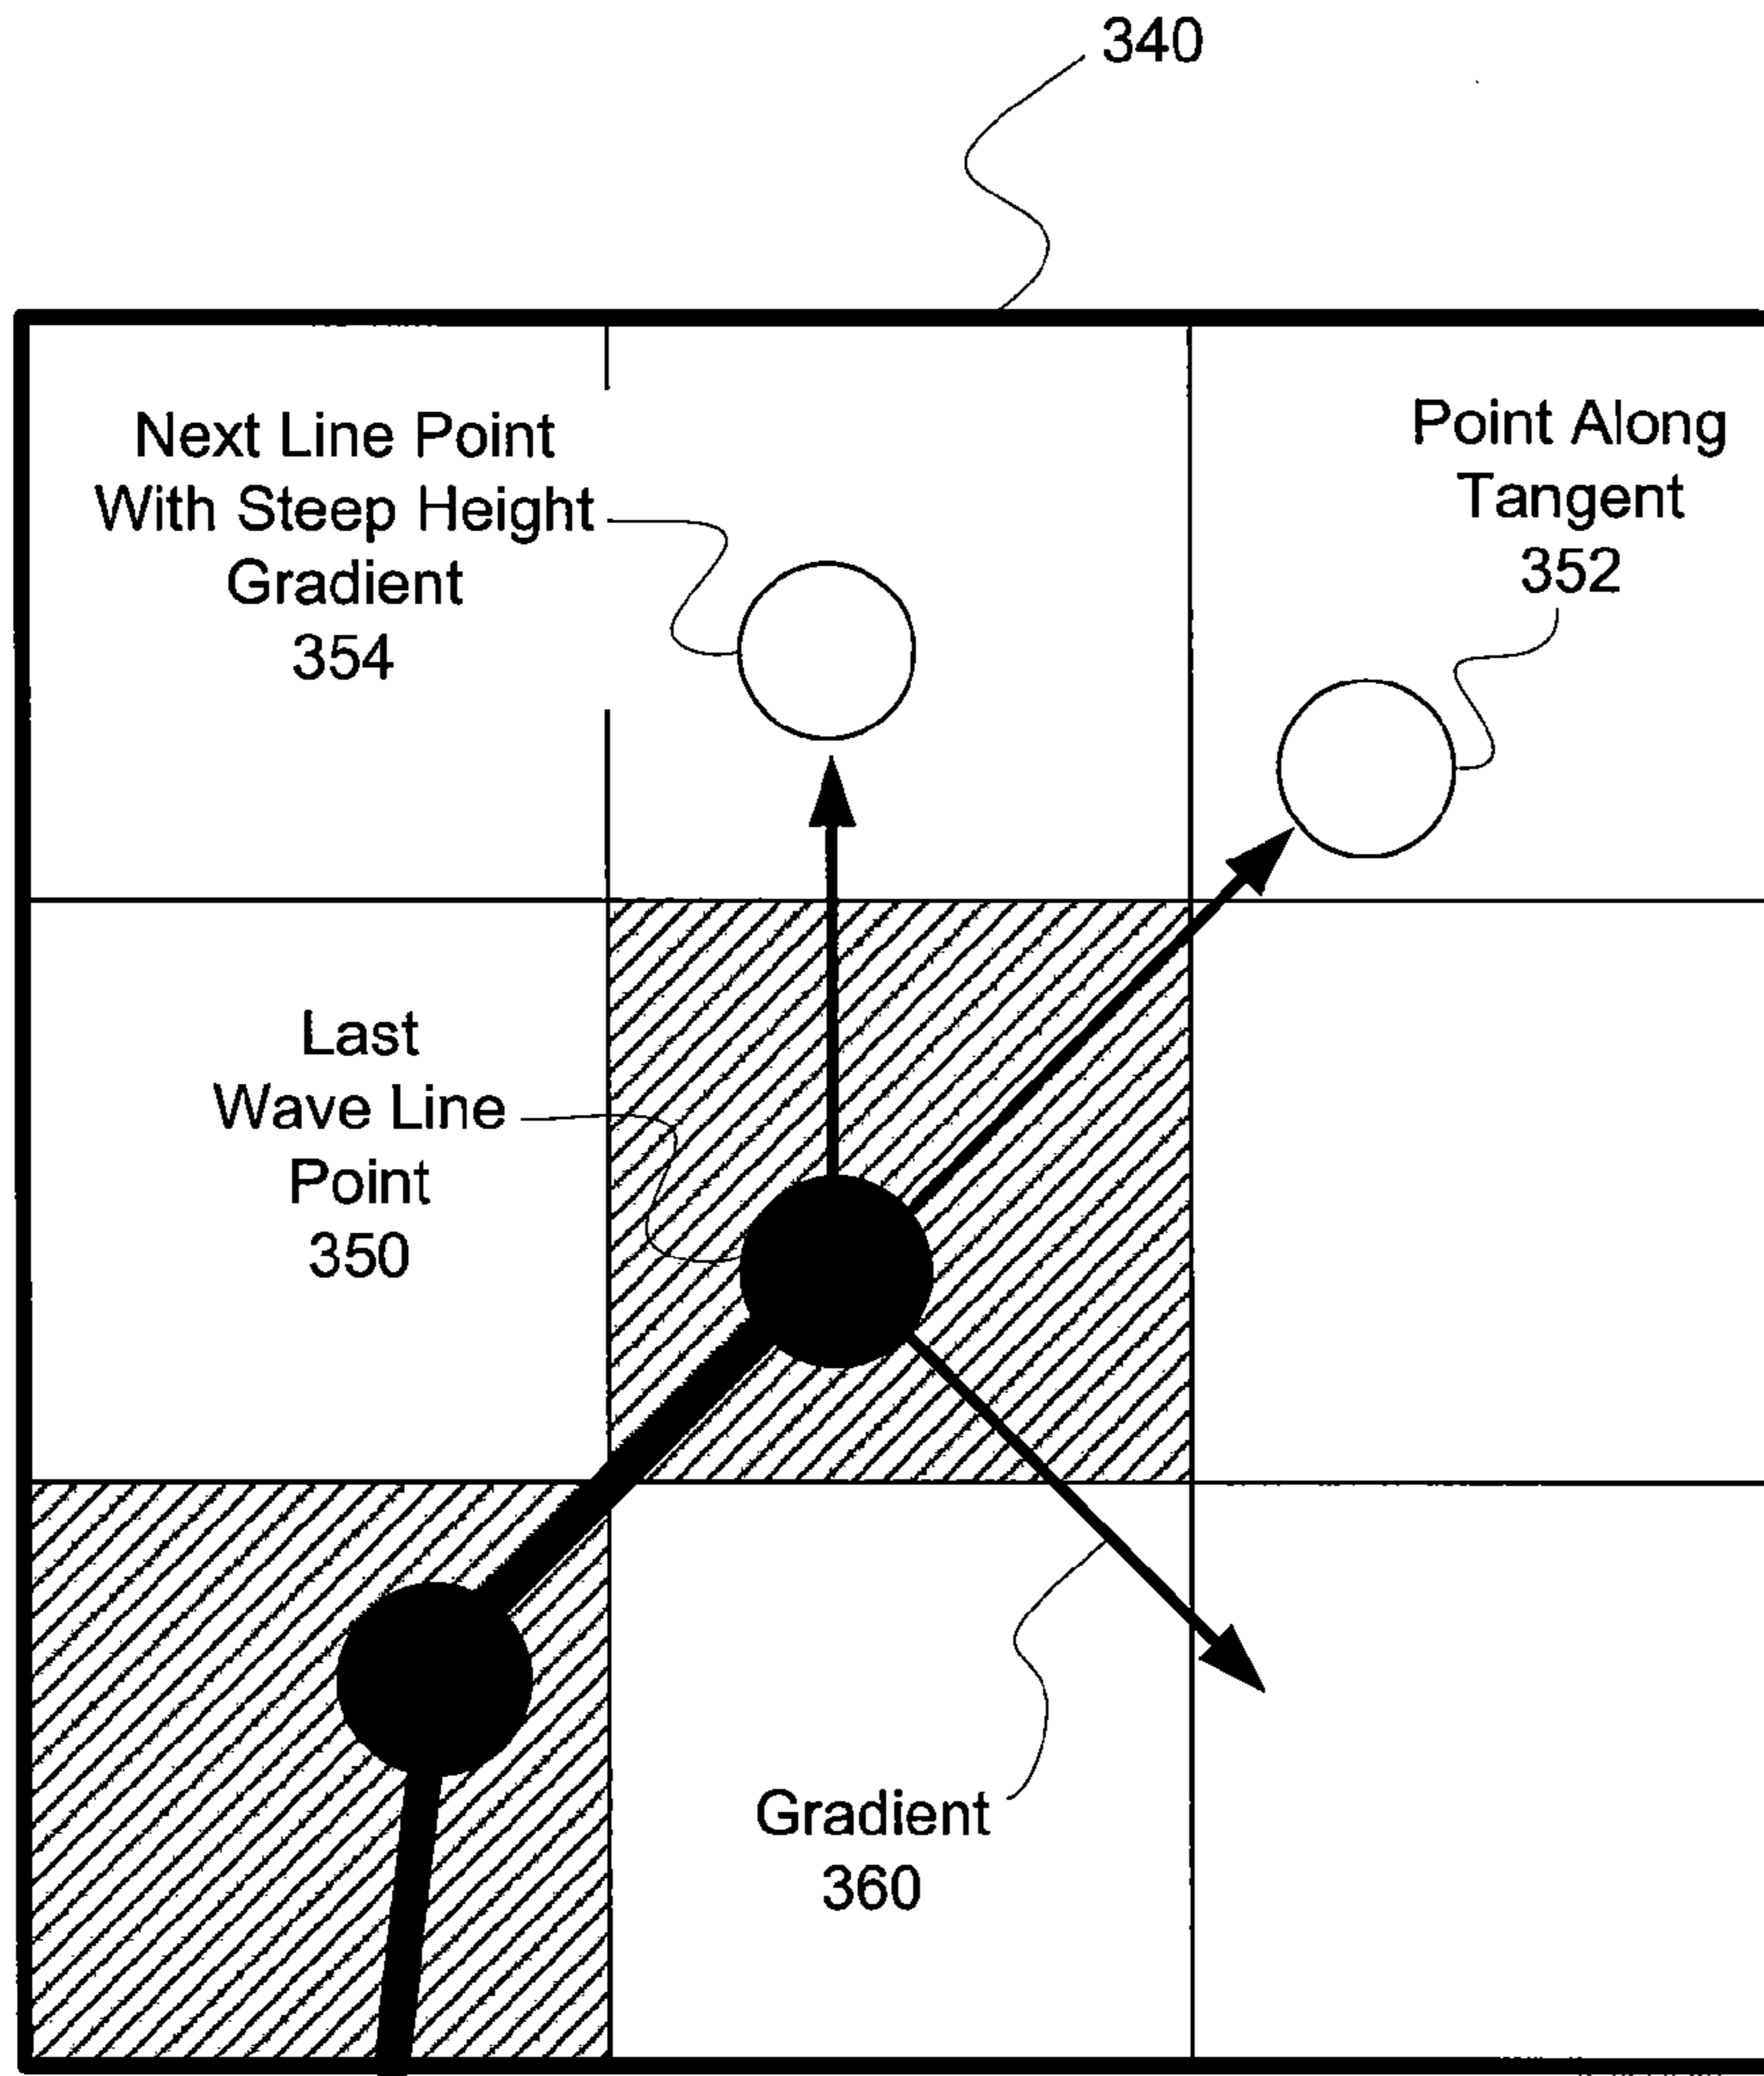 340
Next Line Point
With Steep Height
Gradient
354
Point Along
Tangent
352
Last
Wave Line
Point
350
Gradient
360